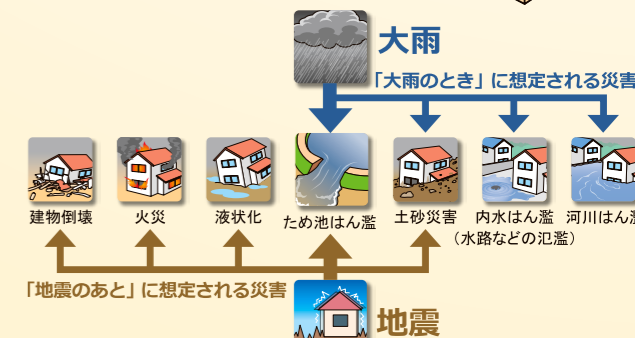 大雨
「大雨のとき」に想定される災害
建物倒壊 火災 液状化 ため池はん濫 土砂災害 内水はん濫 河川はん濫
（水路などの氾濫）
「地震のあと」に想定される災害
地震